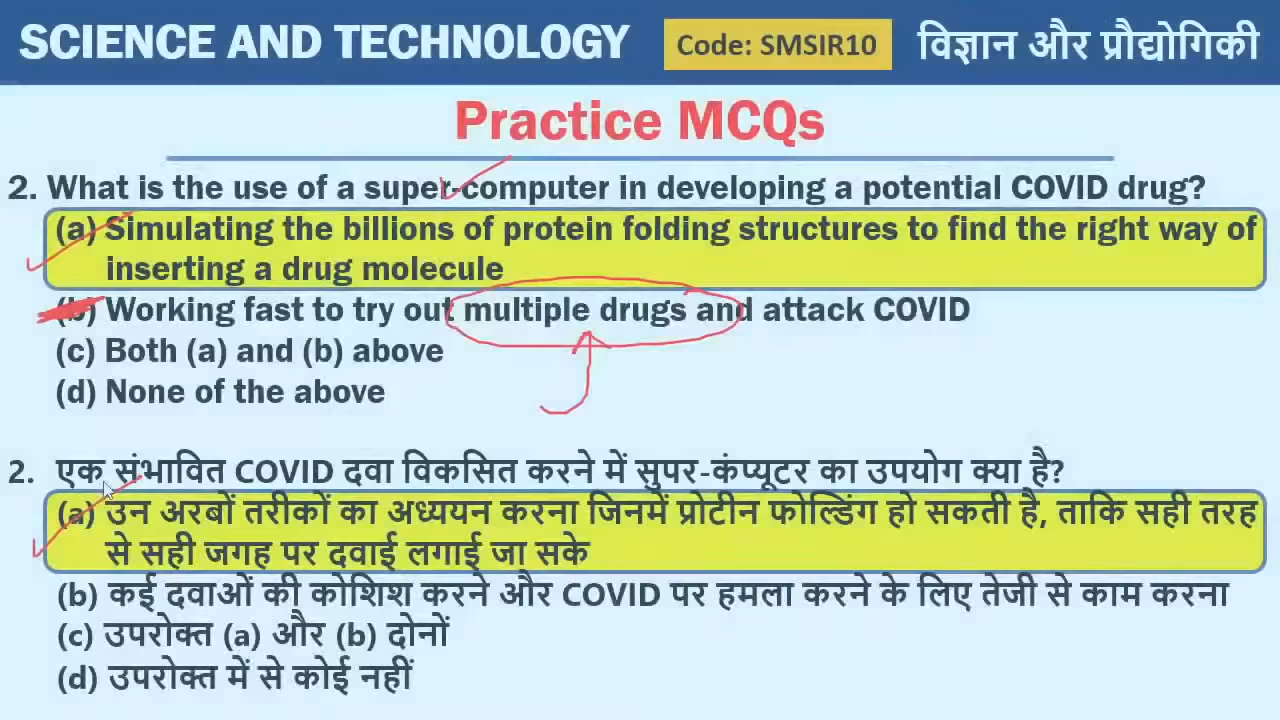 SCIENCE AND TECHNOLOGY Code: SMSIR10 विज्ञान और प्रौद्योगिकी
Practice MCQs
2. What is the use of a super-computer in developing a potential COVID drug?
(a) Simulating the billions of protein folding structures to find the right way of
inserting a drug molecule
(b) Working fast to try out multiple drugs and attack COVID
(c) Both (a) and (b) above
(d) None of the above
2. एक संभावित COVID दवा विकसित करने में सुपर-कंप्यूटर का उपयोग क्या है?
(a) उन अरबों तरीकों का अध्ययन करना जिनमें प्रोटीन फोल्डिंग हो सकती है, ताकि सही तरह
से सही जगह पर दवाई लगाई जा सके
(b) कई दवाओं की कोशिश करने और COVID पर हमला करने के लिए तेजी से काम करना
(c) उपरोक्त (a) और (b) दोनों
(d) उपरोक्त में से कोई नहीं